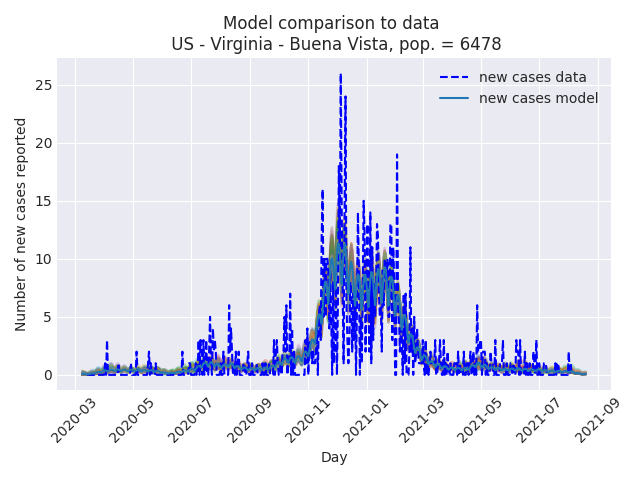 Model comparison to data
US - Virginia - Buena Vista, pop. = 6478
new cases data
new cases model
Number of new cases reported
25
20
15
10
5
0
2020-03
2020-05
2020-07
2020-09
2020-11
2021-01
2021-03
2021-05
2021-07
2021-09
Day